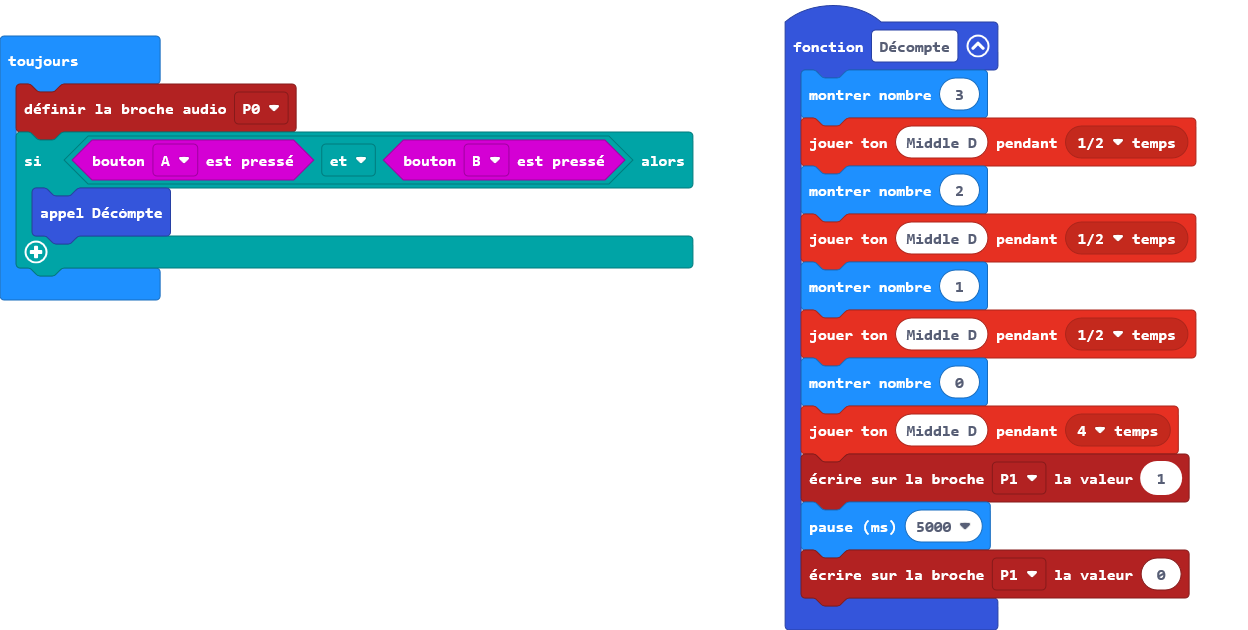 toujours
définir la broche audio P0
si bouton A est pressé et bouton B est pressé alors
appel Décompte
fonction Décompte
montrer nombre 3
jouer ton Middle D pendant 1/2 temps
montrer nombre 2
jouer ton Middle D pendant 1/2 temps
montrer nombre 1
jouer ton Middle D pendant 1/2 temps
montrer nombre 0
jouer ton Middle D pendant 4 temps
écrire sur la broche P1 la valeur 1
pause (ms) 5000
écrire sur la broche P1 la valeur 0